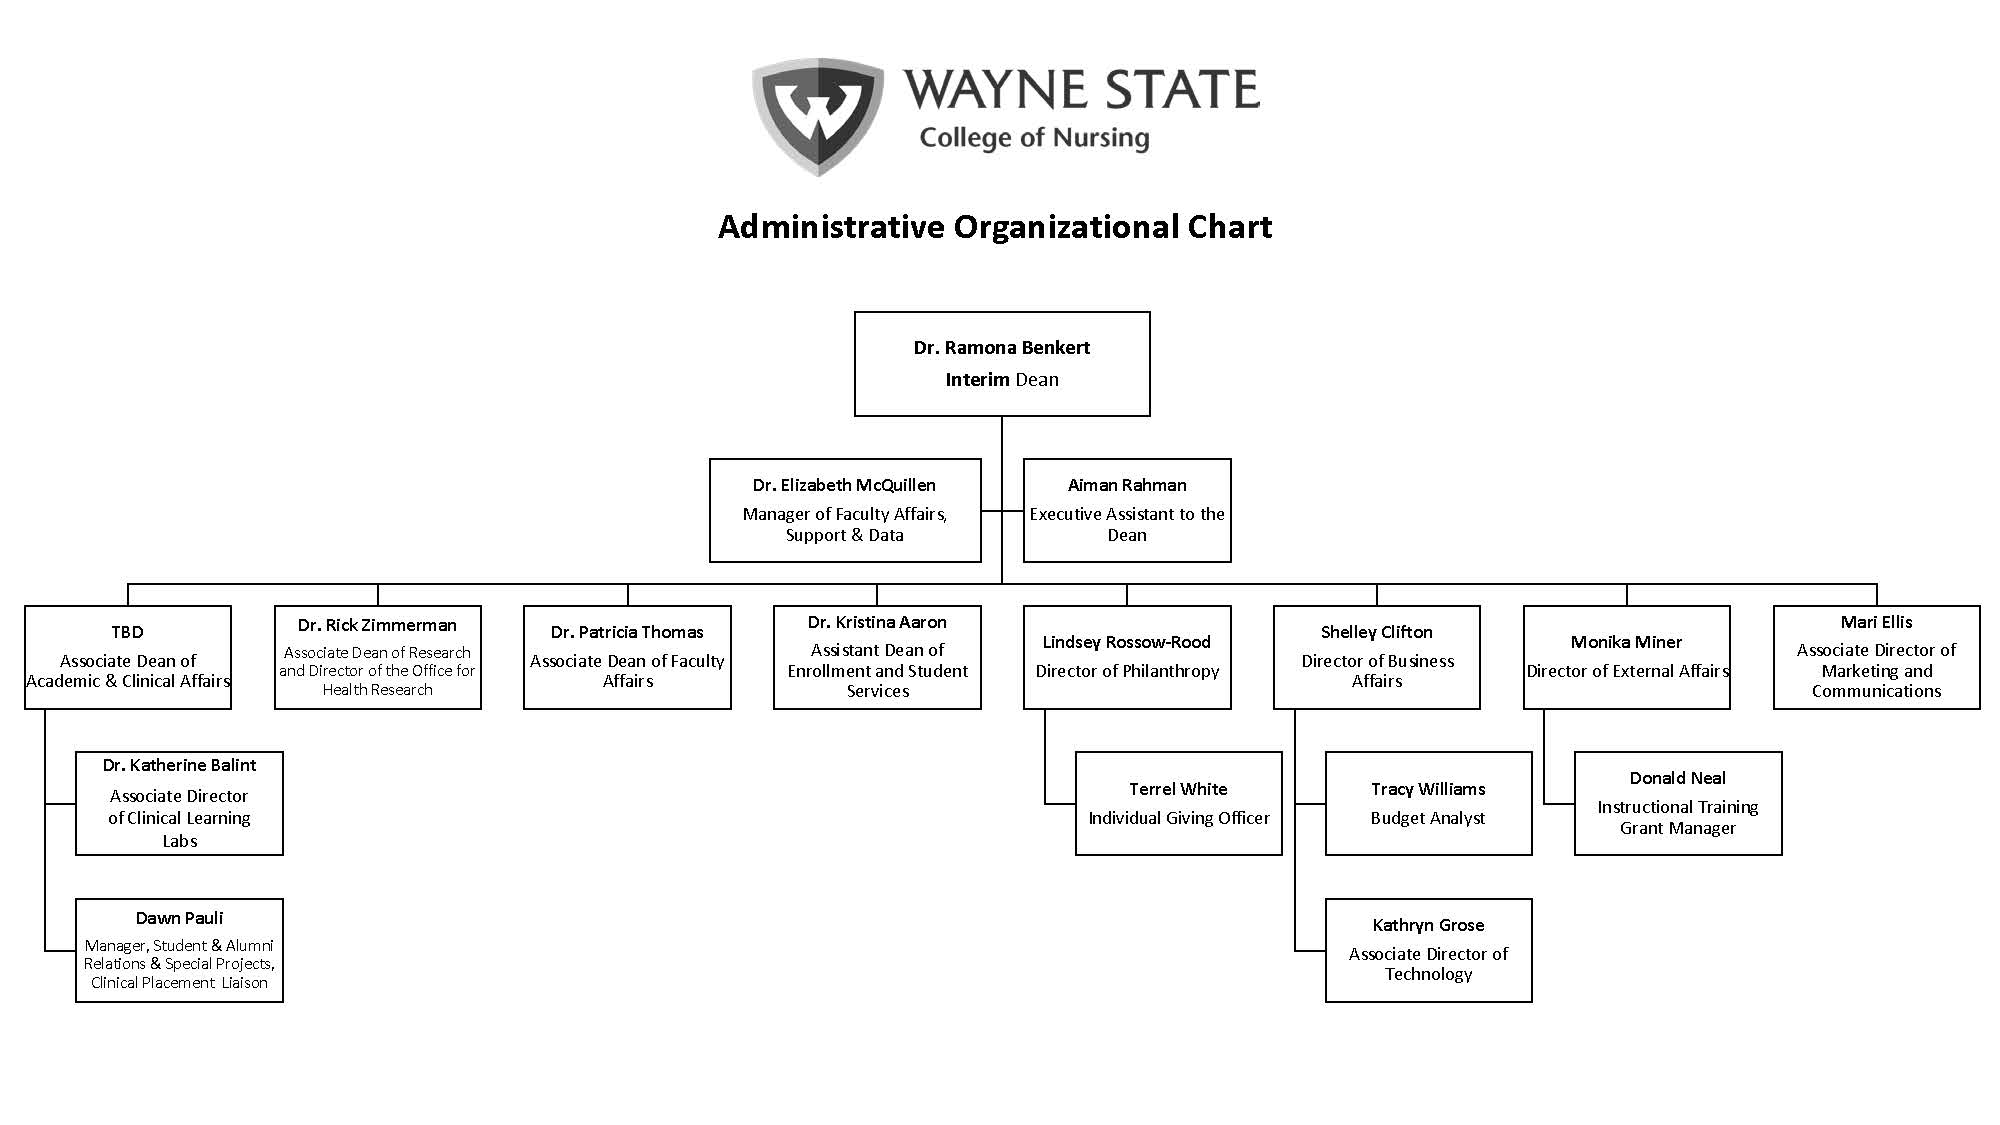 WAYNE STATE
College of Nursing
Administrative Organizational Chart
Dr. Ramona Benkert
Interim Dean
Dr. Elizabeth McQuillen
Manager of Faculty Affairs,
Support & Data
Aiman Rahman
Executive Assistant to the
Dean
TBD
Associate Dean of
Academic & Clinical Affairs
Dr. Rick Zimmerman
Associate Dean of Research
and Director of the Office for
Health Research
Dr. Patricia Thomas
Associate Dean of Faculty
Affairs
Dr. Kristina Aaron
Assistant Dean of
Enrollment and Student
Services
Lindsey Rossow-Rood
Director of Philanthropy
Shelley Clifton
Director of Business
Affairs
Monika Miner
Director of External Affairs
Mari Ellis
Associate Director of
Marketing and
Communications
Dr. Katherine Balint
Associate Director
of Clinical Learning
Labs
Terrel White
Individual Giving Officer
Tracy Williams
Budget Analyst
Donald Neal
Instructional Training
Grant Manager
Dawn Pauli
Manager, Student & Alumni
Relations & Special Projects,
Clinical Placement Liaison
Kathryn Grose
Associate Director of
Technology